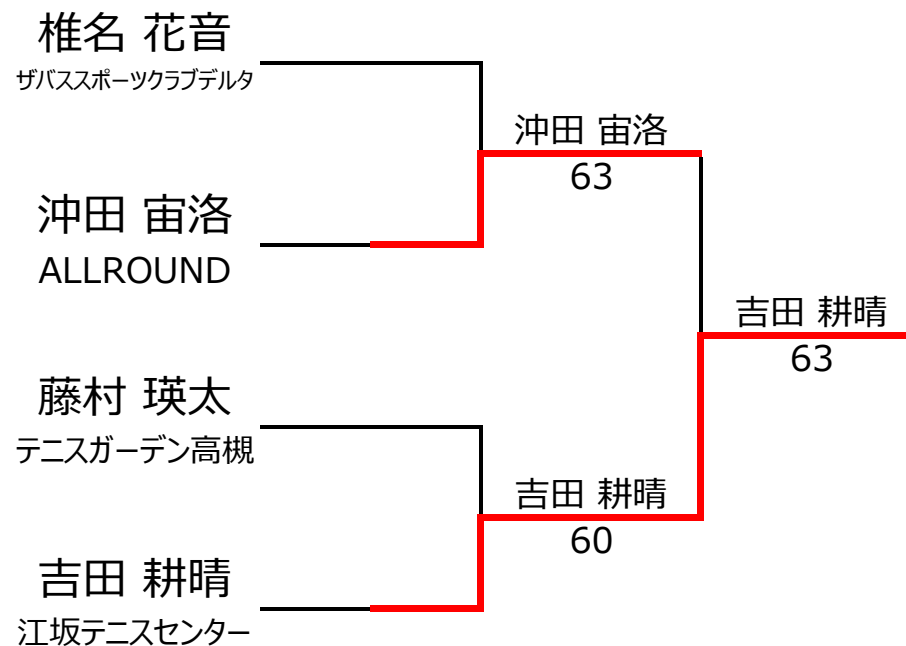 椎名 花音
ザバススポーツクラブデルタ
沖田 宙洛
63
沖田 宙洛
ALLROUND
吉田 耕晴
63
藤村 瑛太
テニスガーデン高槻
吉田 耕晴
60
吉田 耕晴
江坂テニスセンター